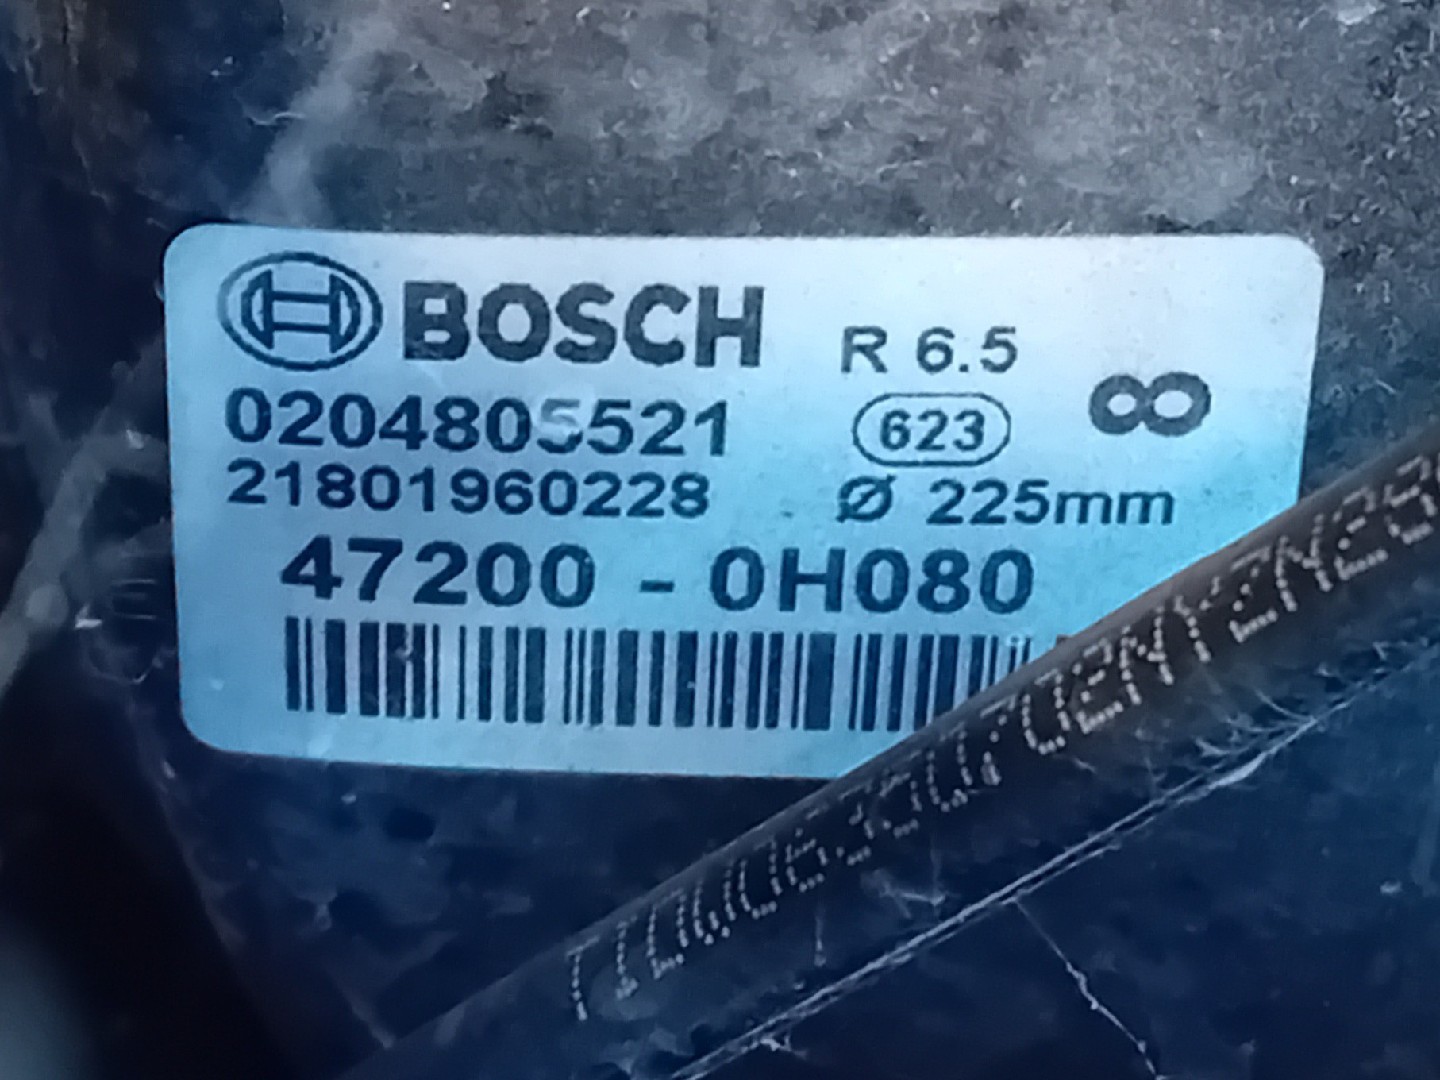 BOSCH R 6.5
0204805521 623 ∞
21801960228 Ø 225mm
47200 - 0H080